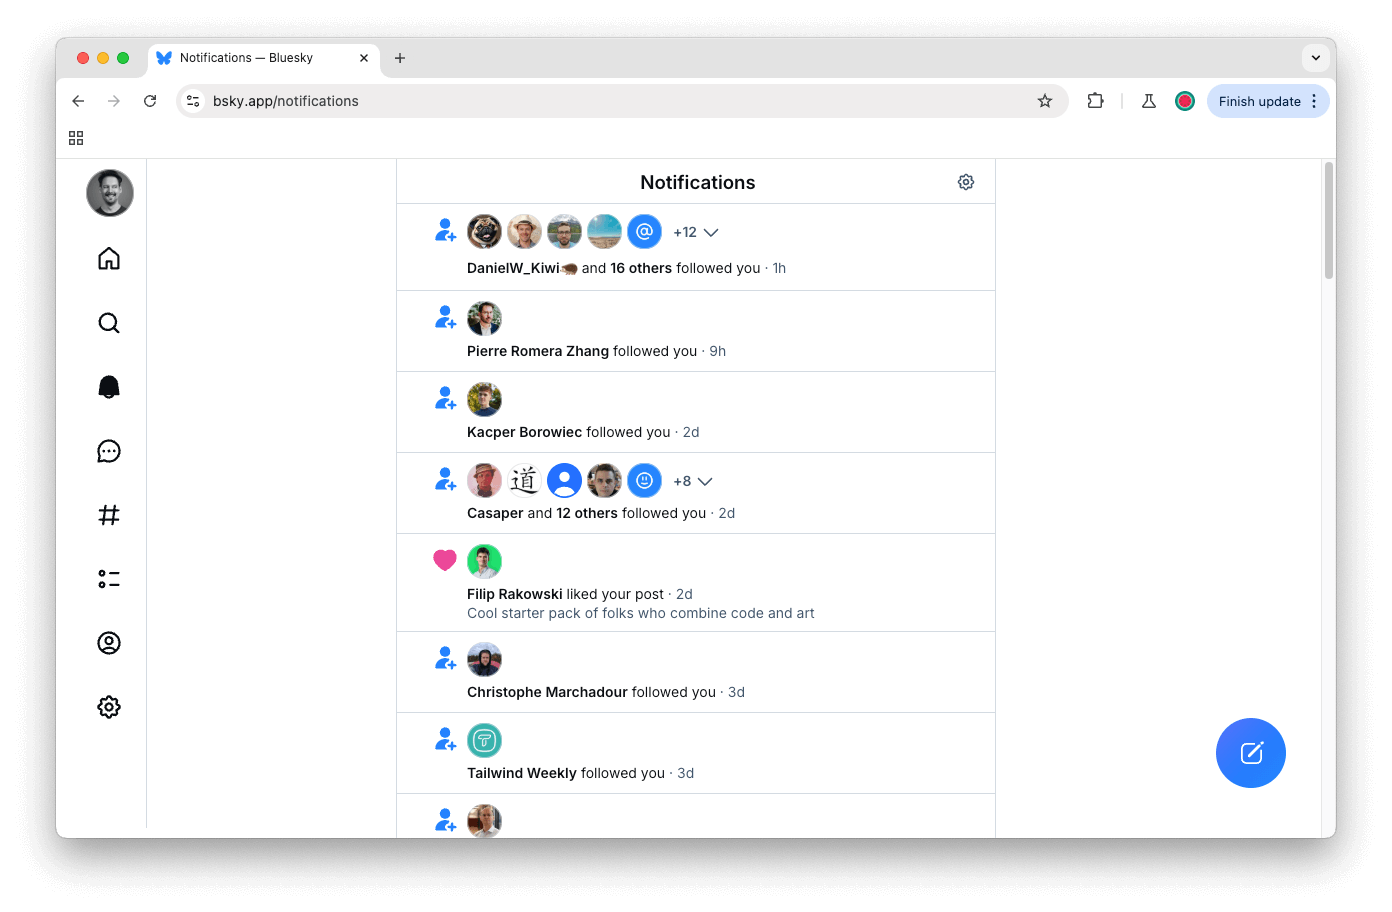 Notifications — Bluesky
bsky.app/notifications
Finish update
Notifications
+12
DanielW_Kiwi🦔 and 16 others followed you · 1h
Pierre Romera Zhang followed you · 9h
Kacper Borowiec followed you · 2d
道
+8
Casaper and 12 others followed you · 2d
Filip Rakowski liked your post · 2d
Cool starter pack of folks who combine code and art
Christophe Marchadour followed you · 3d
Tailwind Weekly followed you · 3d